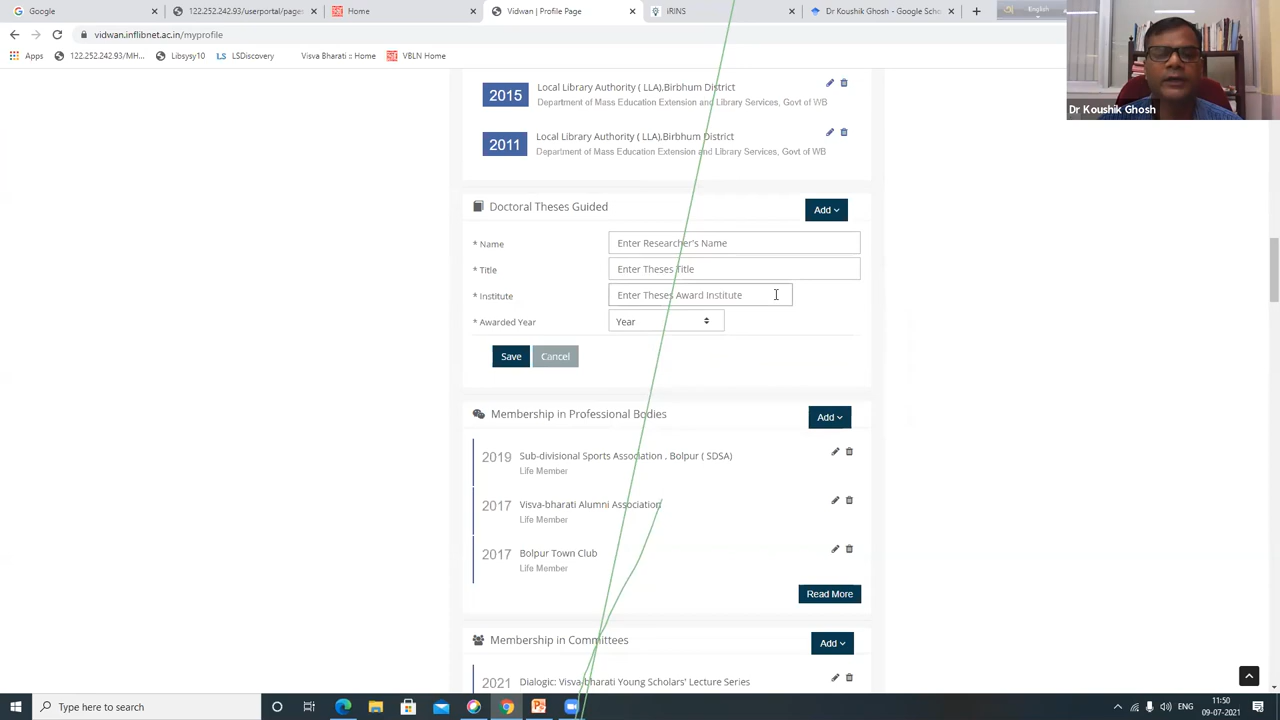 Google
122.252.242.93/userportal/pages
Home
Vidwan | Profile Page
iRINS
Dr Koushik Ghosh - Google Scho
English
vidwan.inflibnet.ac.in/myprofile
Apps
122.252.242.93/MH...
Libsysy10
LS LSDiscovery
Visva Bharati :: Home
VBLN Home
Dr Koushik Ghosh
2015
Local Library Authority ( LLA),Birbhum District
Department of Mass Education Extension and Library Services, Govt of WB
2011
Local Library Authority ( LLA),Birbhum District
Department of Mass Education Extension and Library Services, Govt of WB
Doctoral Theses Guided
Add
* Name
Enter Researcher's Name
* Title
Enter Theses Title
* Institute
Enter Theses Award Institute
* Awarded Year
Year
Save
Cancel
Membership in Professional Bodies
Add
2019
Sub-divisional Sports Association , Bolpur ( SDSA)
Life Member
2017
Visva-bharati Alumni Association
Life Member
2017
Bolpur Town Club
Life Member
Read More
Membership in Committees
Add
2021
Dialogic: Visva-bharati Young Scholars' Lecture Series
Type here to search
ENG
11:50
09-07-2021